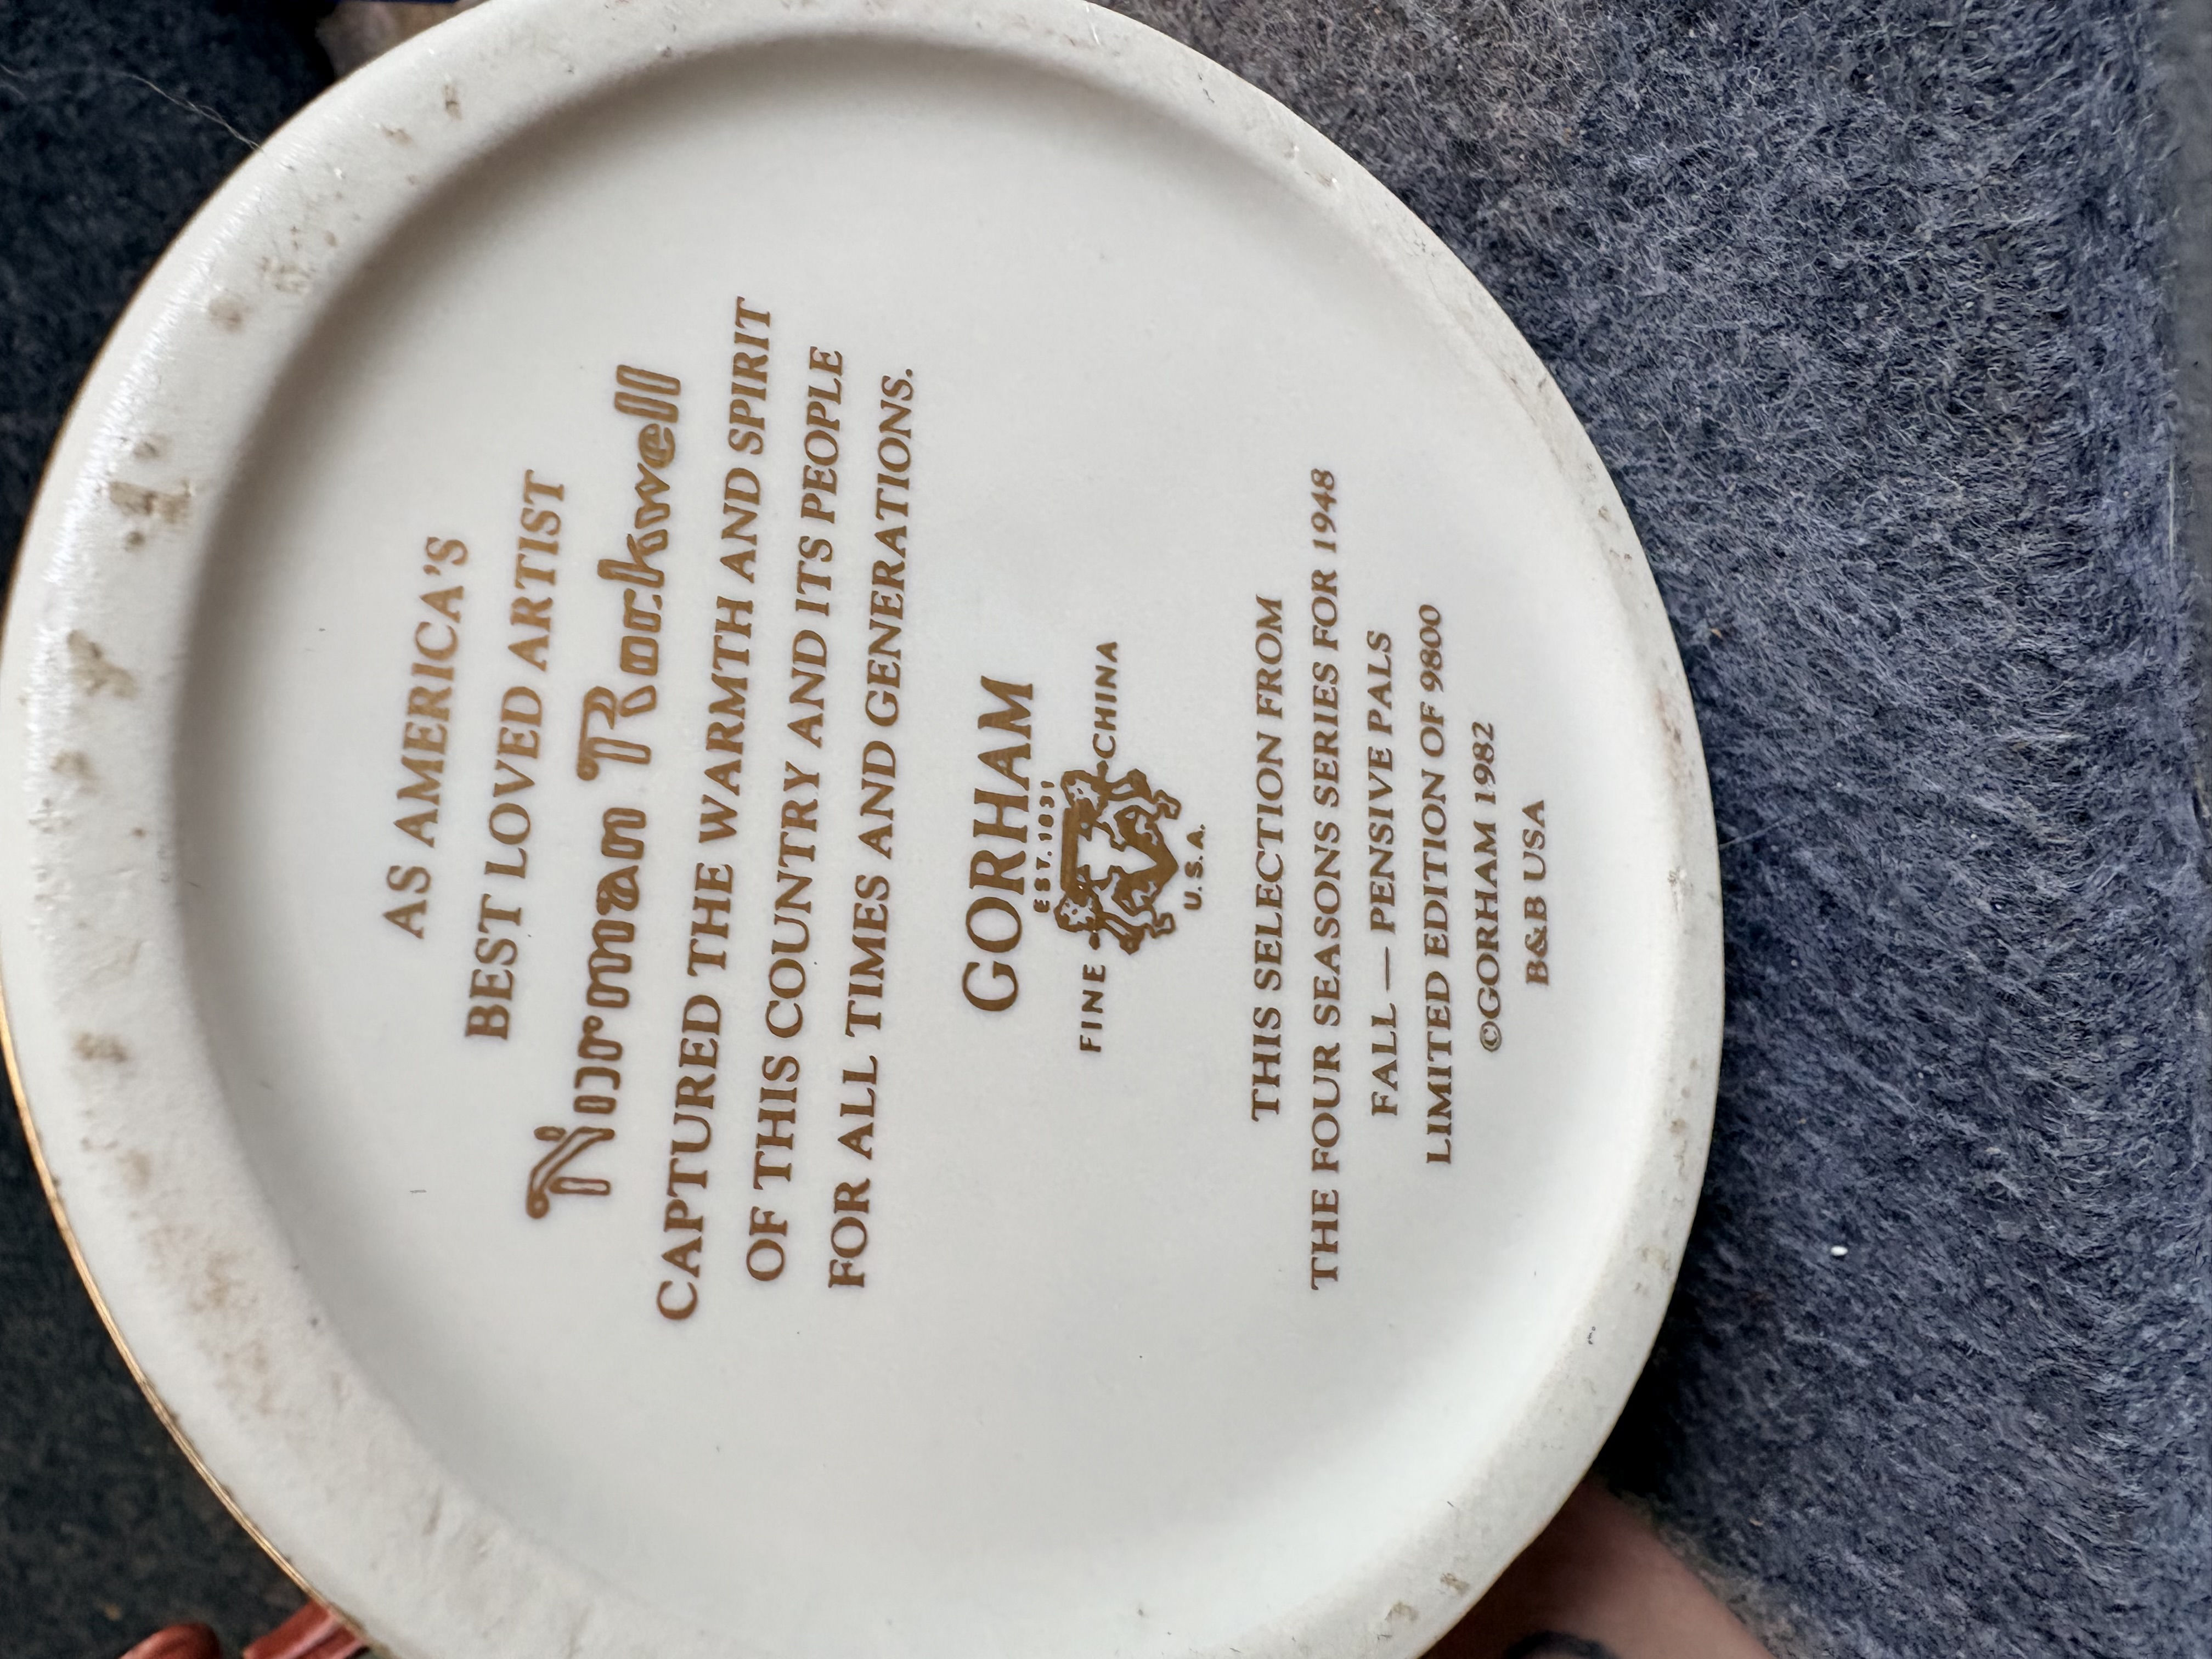 AS AMERICA'S
BEST LOVED ARTIST
Norman Rockwell
CAPTURED THE WARMTH AND SPIRIT
OF THIS COUNTRY AND ITS PEOPLE
FOR ALL TIMES AND GENERATIONS.
GORHAM
EST. 1831
FINE CHINA
U.S.A.
THIS SELECTION FROM
THE FOUR SEASONS SERIES FOR 1948
FALL — PENSIVE PALS
LIMITED EDITION OF 9800
©GORHAM 1982
B&B USA